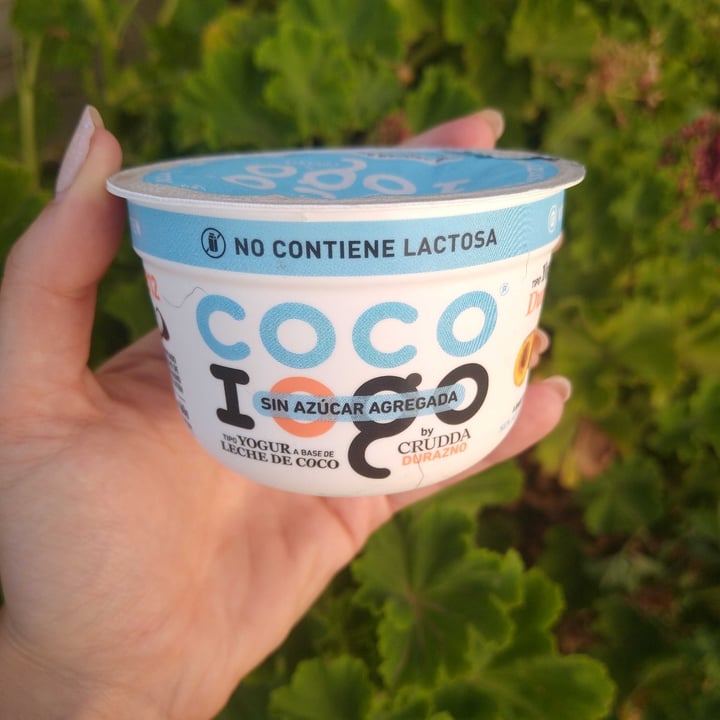 NO CONTIENE LACTOSA
COCO
IOgO
SIN AZÚCAR AGREGADA
TIPO YOGUR A BASE DE
LECHE DE COCO
by
CRUDDA
DURAZNO